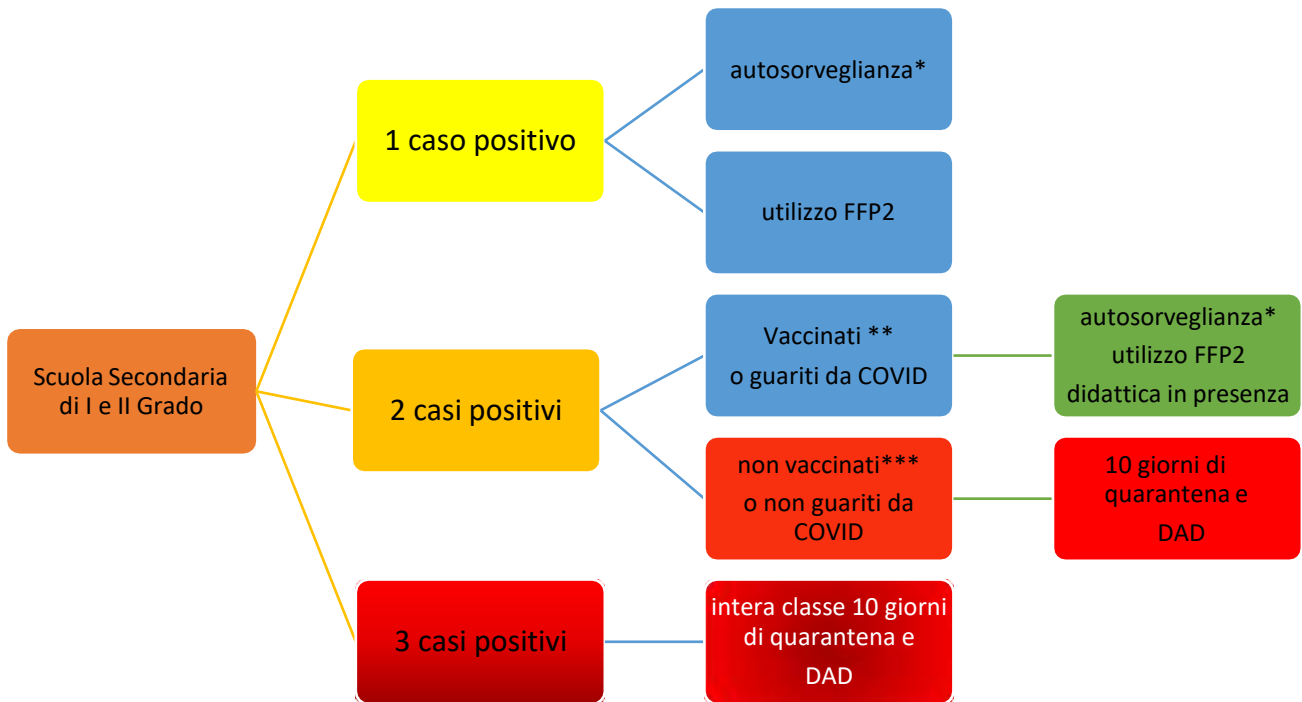 Scuola Secondaria
di I e II Grado
1 caso positivo
autosorveglianza*
utilizzo FFP2
2 casi positivi
Vaccinati **
o guariti da COVID
autosorveglianza*
utilizzo FFP2
didattica in presenza
non vaccinati***
o non guariti da
COVID
10 giorni di
quarantena e
DAD
3 casi positivi
intera classe 10 giorni
di quarantena e
DAD